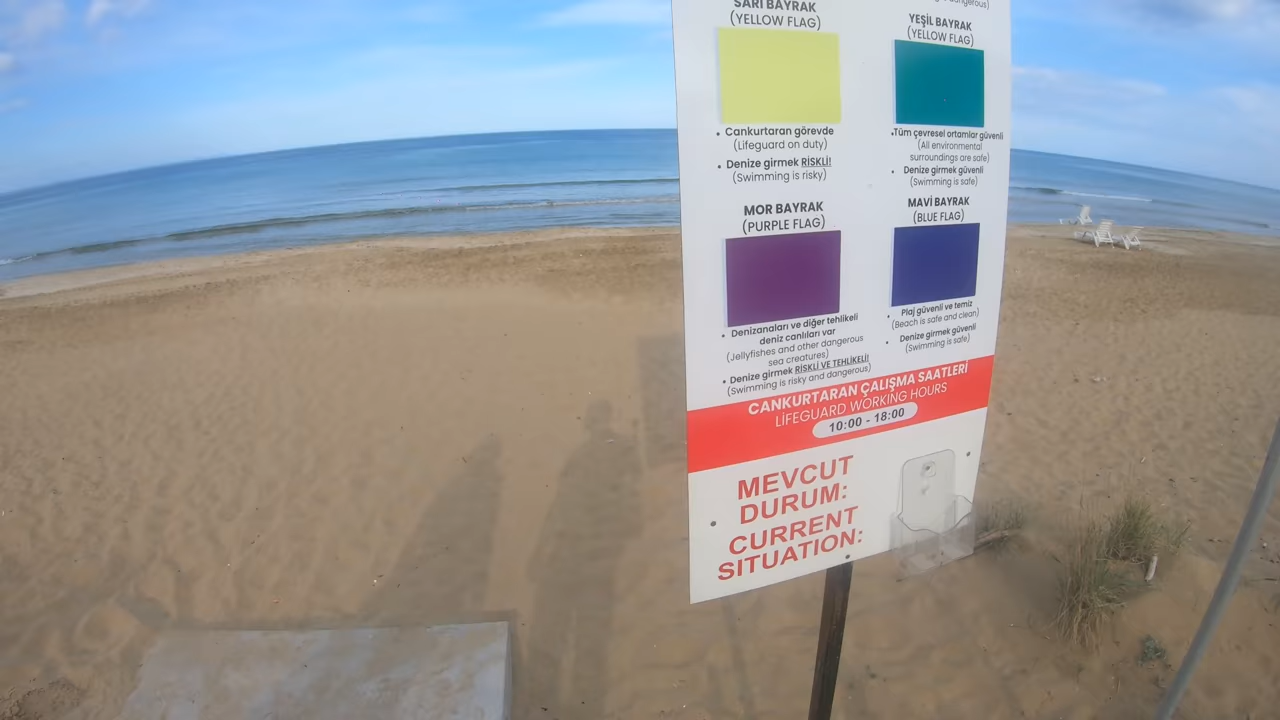 SARI BAYRAK
(YELLOW FLAG)
• Cankurtaran görevde
(Lifeguard on duty)
• Denize girmek RİSKLİ!
(Swimming is risky)
dangerous)
YEŞİL BAYRAK
(YELLOW FLAG)
• Tüm çevresel ortamlar güvenli
(All environmental
surroundings are safe)
• Denize girmek güvenli
(Swimming is safe)
MOR BAYRAK
(PURPLE FLAG)
• Denizanaları ve diğer tehlikeli
deniz canlıları var
(Jellyfishes and other dangerous
sea creatures)
• Denize girmek RİSKLİ VE TEHLİKELİ!
(Swimming is risky and dangerous)
MAVİ BAYRAK
(BLUE FLAG)
• Plaj güvenli ve temiz
(Beach is safe and clean)
• Denize girmek güvenli
(Swimming is safe)
CANKURTARAN ÇALIŞMA SAATLERİ
LİFEGUARD WORKING HOURS
10:00 - 18:00
MEVCUT
DURUM:
CURRENT
SITUATION: